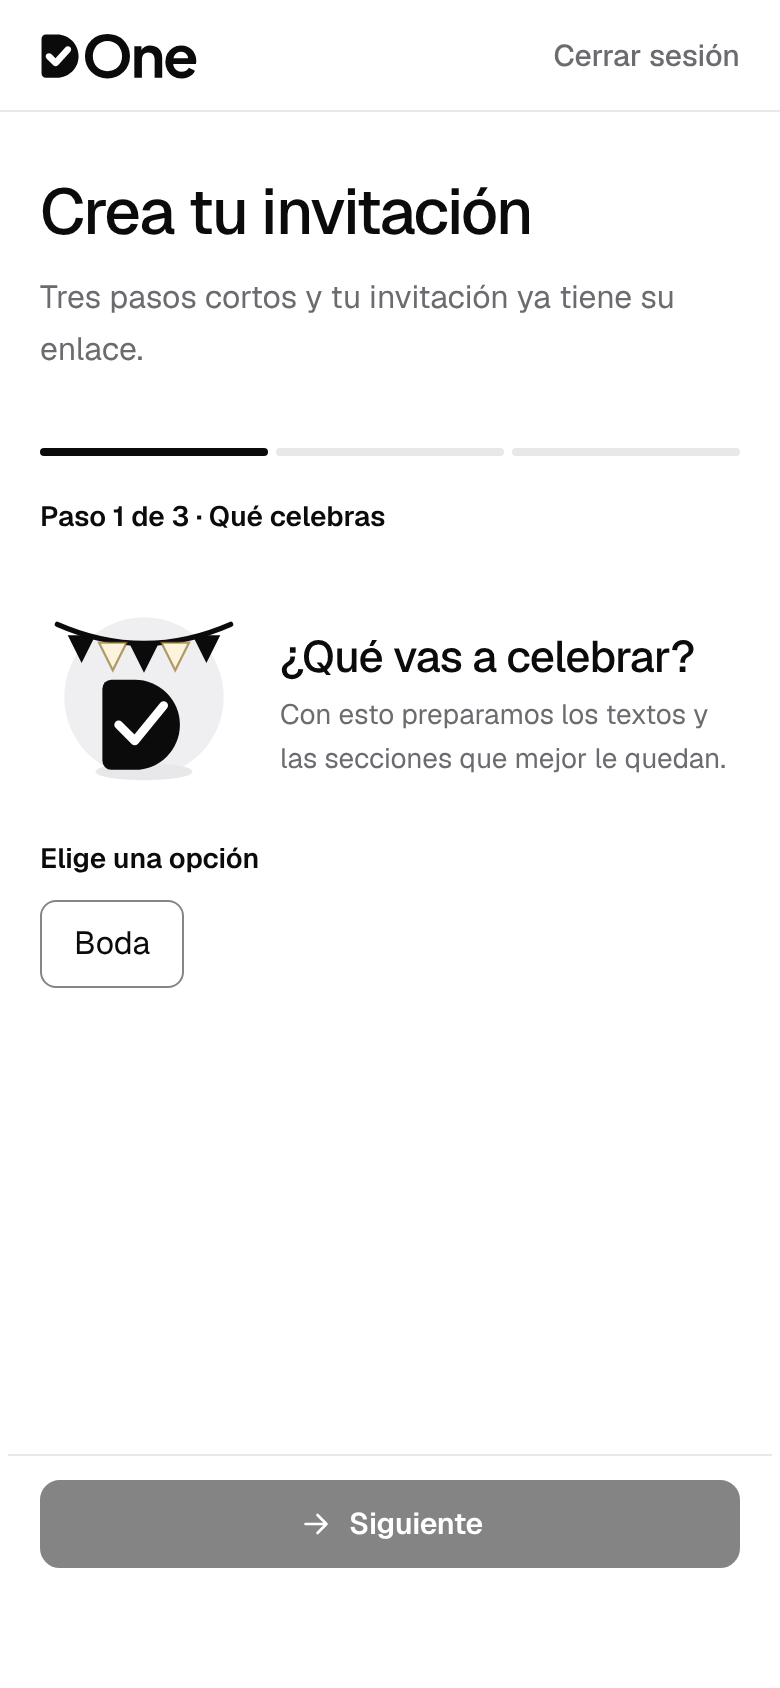 DOne
Cerrar sesión
Crea tu invitación
Tres pasos cortos y tu invitación ya tiene su
enlace.
Paso 1 de 3 · Qué celebras
¿Qué vas a celebrar?
Con esto preparamos los textos y
las secciones que mejor le quedan.
Elige una opción
Boda
→ Siguiente